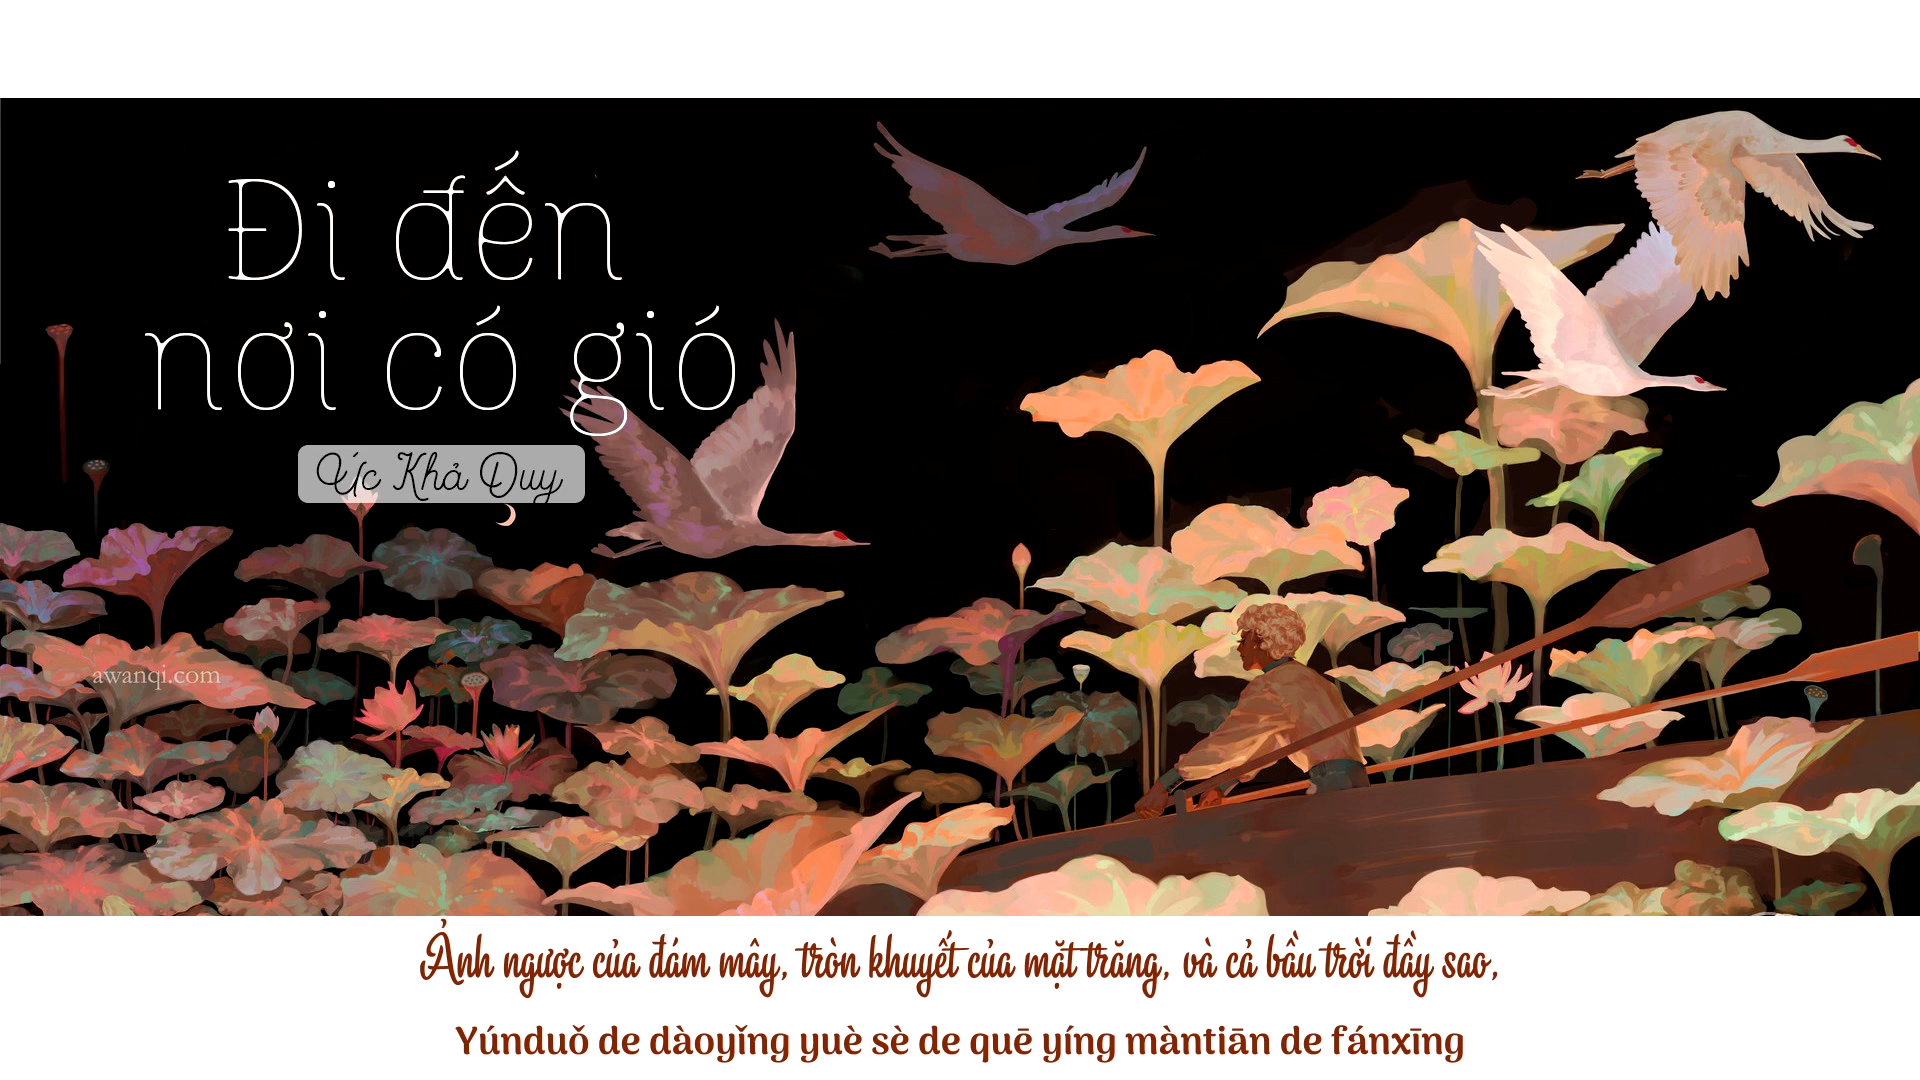 Đi đến
nơi có gió
Úc Khả Duy
awanqi.com
Ảnh ngược của đám mây, tròn khuyết của mặt trăng, và cả bầu trời đầy sao,
Yúnduǒ de dàoyǐng yuè sè de quē yíng màntiān de fánxīng